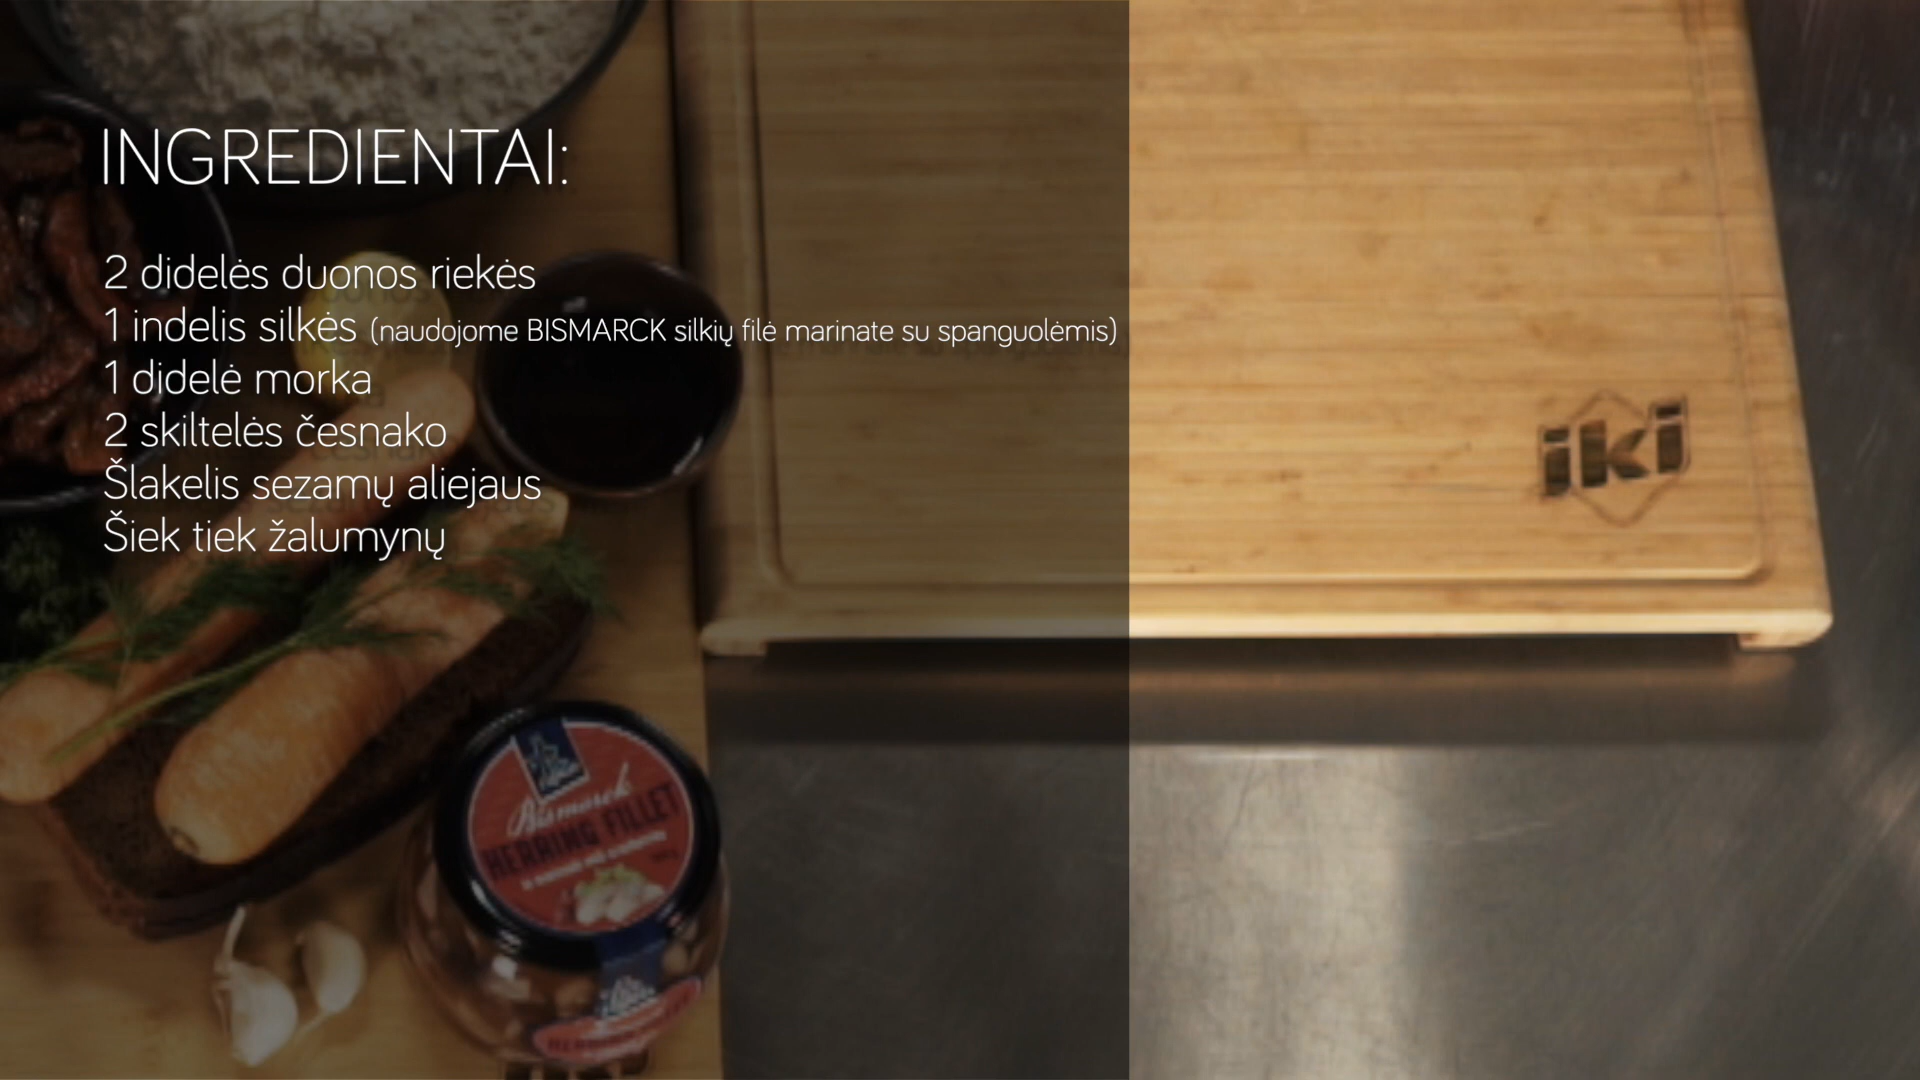 INGREDIENTAI:
2 didelės duonos riekės
1 indelis silkės (naudojome BISMARCK silkių filė marinate su spanguolėmis)
1 didelė morka
2 skiltelės česnako
Šlakelis sezamų aliejaus
Šiek tiek žalumynų
iki
Bismarck
HERRING FILLET